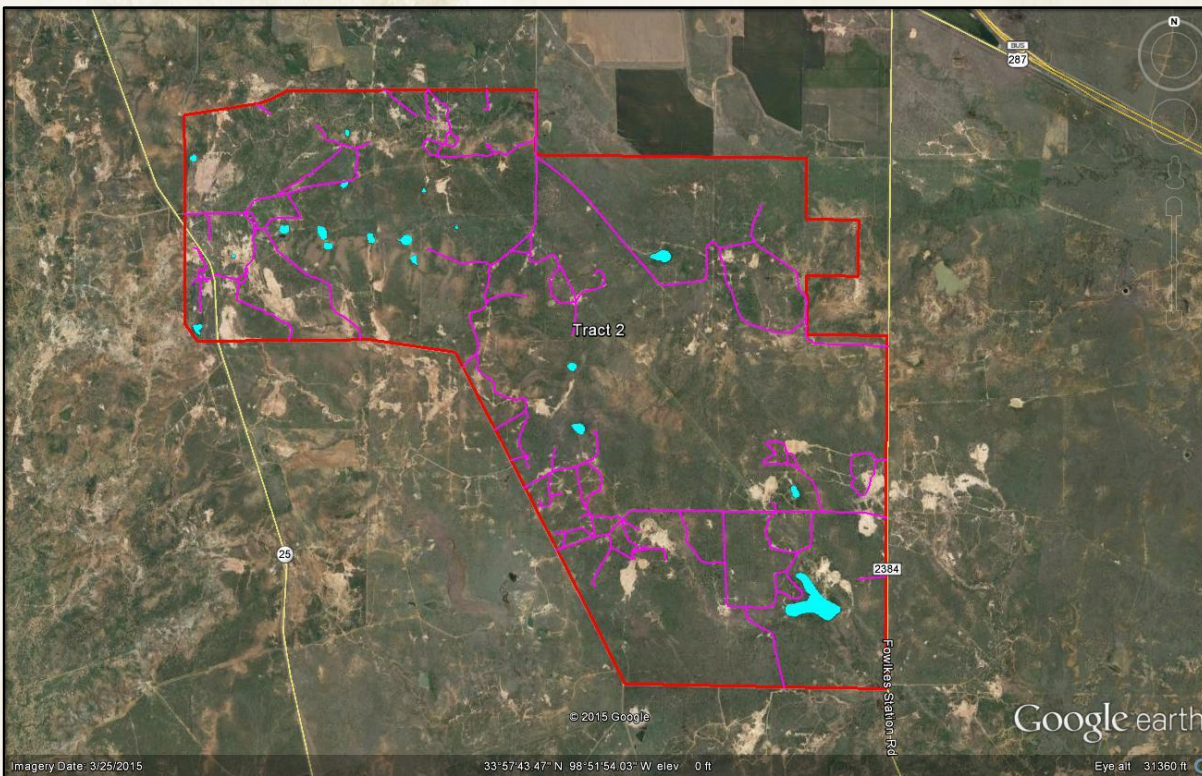 N
BUS
287
Tract 2
25
2384
Fowlkes Station Rd
© 2015 Google
Google earth
Imagery Date: 3/25/2015 33°57'43.47" N 98°51'54.03" W elev 0 ft Eye alt 31360 ft